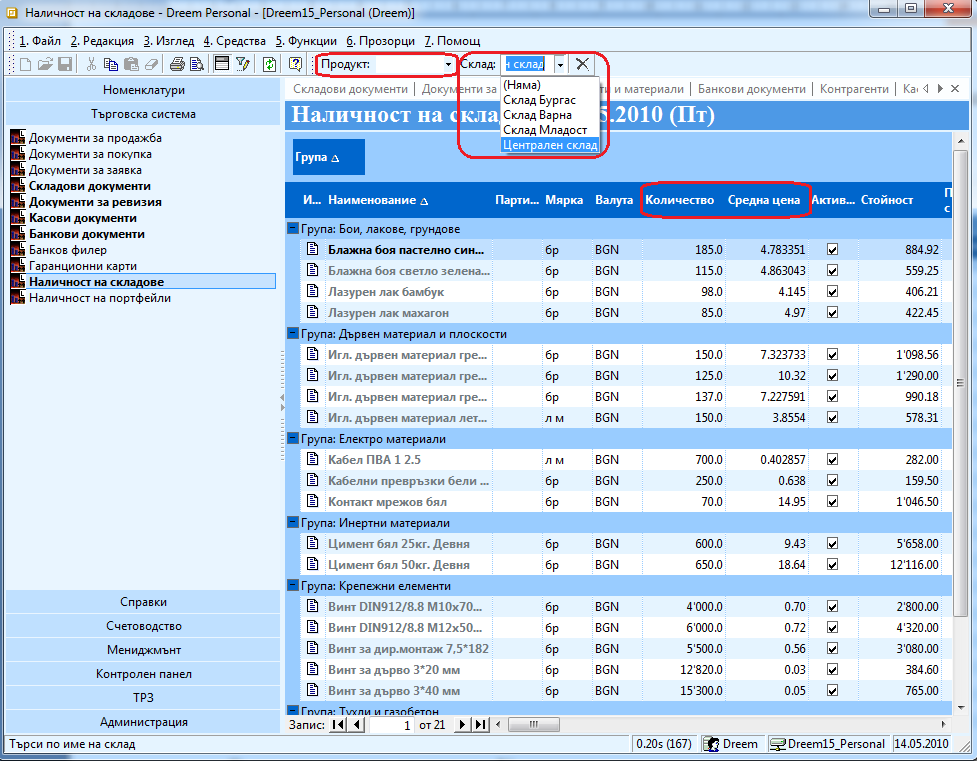 Наличност на складове - Dreem Personal - [Dreem15_Personal (Dreem)]
1. Файл 2. Редакция 3. Изглед 4. Средства 5. Функции 6. Прозорци 7. Помощ
Продукт: Склад: н склад
(Няма)
Склад Бургас
Склад Варна
Склад Младост
Централен склад
Номенклатури
Търговска система
Документи за продажба
Документи за покупка
Документи за заявка
Складови документи
Документи за ревизия
Касови документи
Банкови документи
Банков филер
Гаранционни карти
Наличност на складове
Наличност на портфейли
Справки
Счетоводство
Мениджмънт
Контролен панел
ТРЗ
Администрация
Складови документи Документи за и материали Банкови документи Контрагенти Ка
Наличност на скла 5.2010 (Пт)
Група
И... Наименование Парти... Мярка Валута Количество Средна цена Актив... Стойност П с
Група: Бои, лакове, грундове
Блажна боя пастелно син... бр BGN 185.0 4.783351 884.92
Блажна боя светло зелена... бр BGN 115.0 4.863043 559.25
Лазурен лак бамбук бр BGN 98.0 4.145 406.21
Лазурен лак махагон бр BGN 85.0 4.97 422.45
Група: Дървен материал и плоскости
Игл. дървен материал гре... бр BGN 150.0 7.323733 1'098.56
Игл. дървен материал гре... бр BGN 125.0 10.32 1'290.00
Игл. дървен материал гре... бр BGN 137.0 7.227591 990.18
Игл. дървен материал лет... л м BGN 150.0 3.8554 578.31
Група: Електро материали
Кабел ПВА 1 2.5 л м BGN 700.0 0.402857 282.00
Кабелни превръзки бели ... бр BGN 250.0 0.638 159.50
Контакт мрежов бял бр BGN 70.0 14.95 1'046.50
Група: Инертни материали
Цимент бял 25кг. Девня бр BGN 600.0 9.43 5'658.00
Цимент бял 50кг. Девня бр BGN 650.0 18.64 12'116.00
Група: Крепежни елементи
Винт DIN912/8.8 М10х70... бр BGN 4'000.0 0.70 2'800.00
Винт DIN912/8.8 М12х50... бр BGN 6'000.0 0.72 4'320.00
Винт за дир.монтаж 7,5*182 бр BGN 5'500.0 0.56 3'080.00
Винт за дърво 3*20 мм бр BGN 12'820.0 0.03 384.60
Винт за дърво 3*40 мм бр BGN 15'300.0 0.05 765.00
Група: Тухли и газобетон
Запис: 1 от 21
Търси по име на склад 0.20s (167) Dreem Dreem15_Personal 14.05.2010